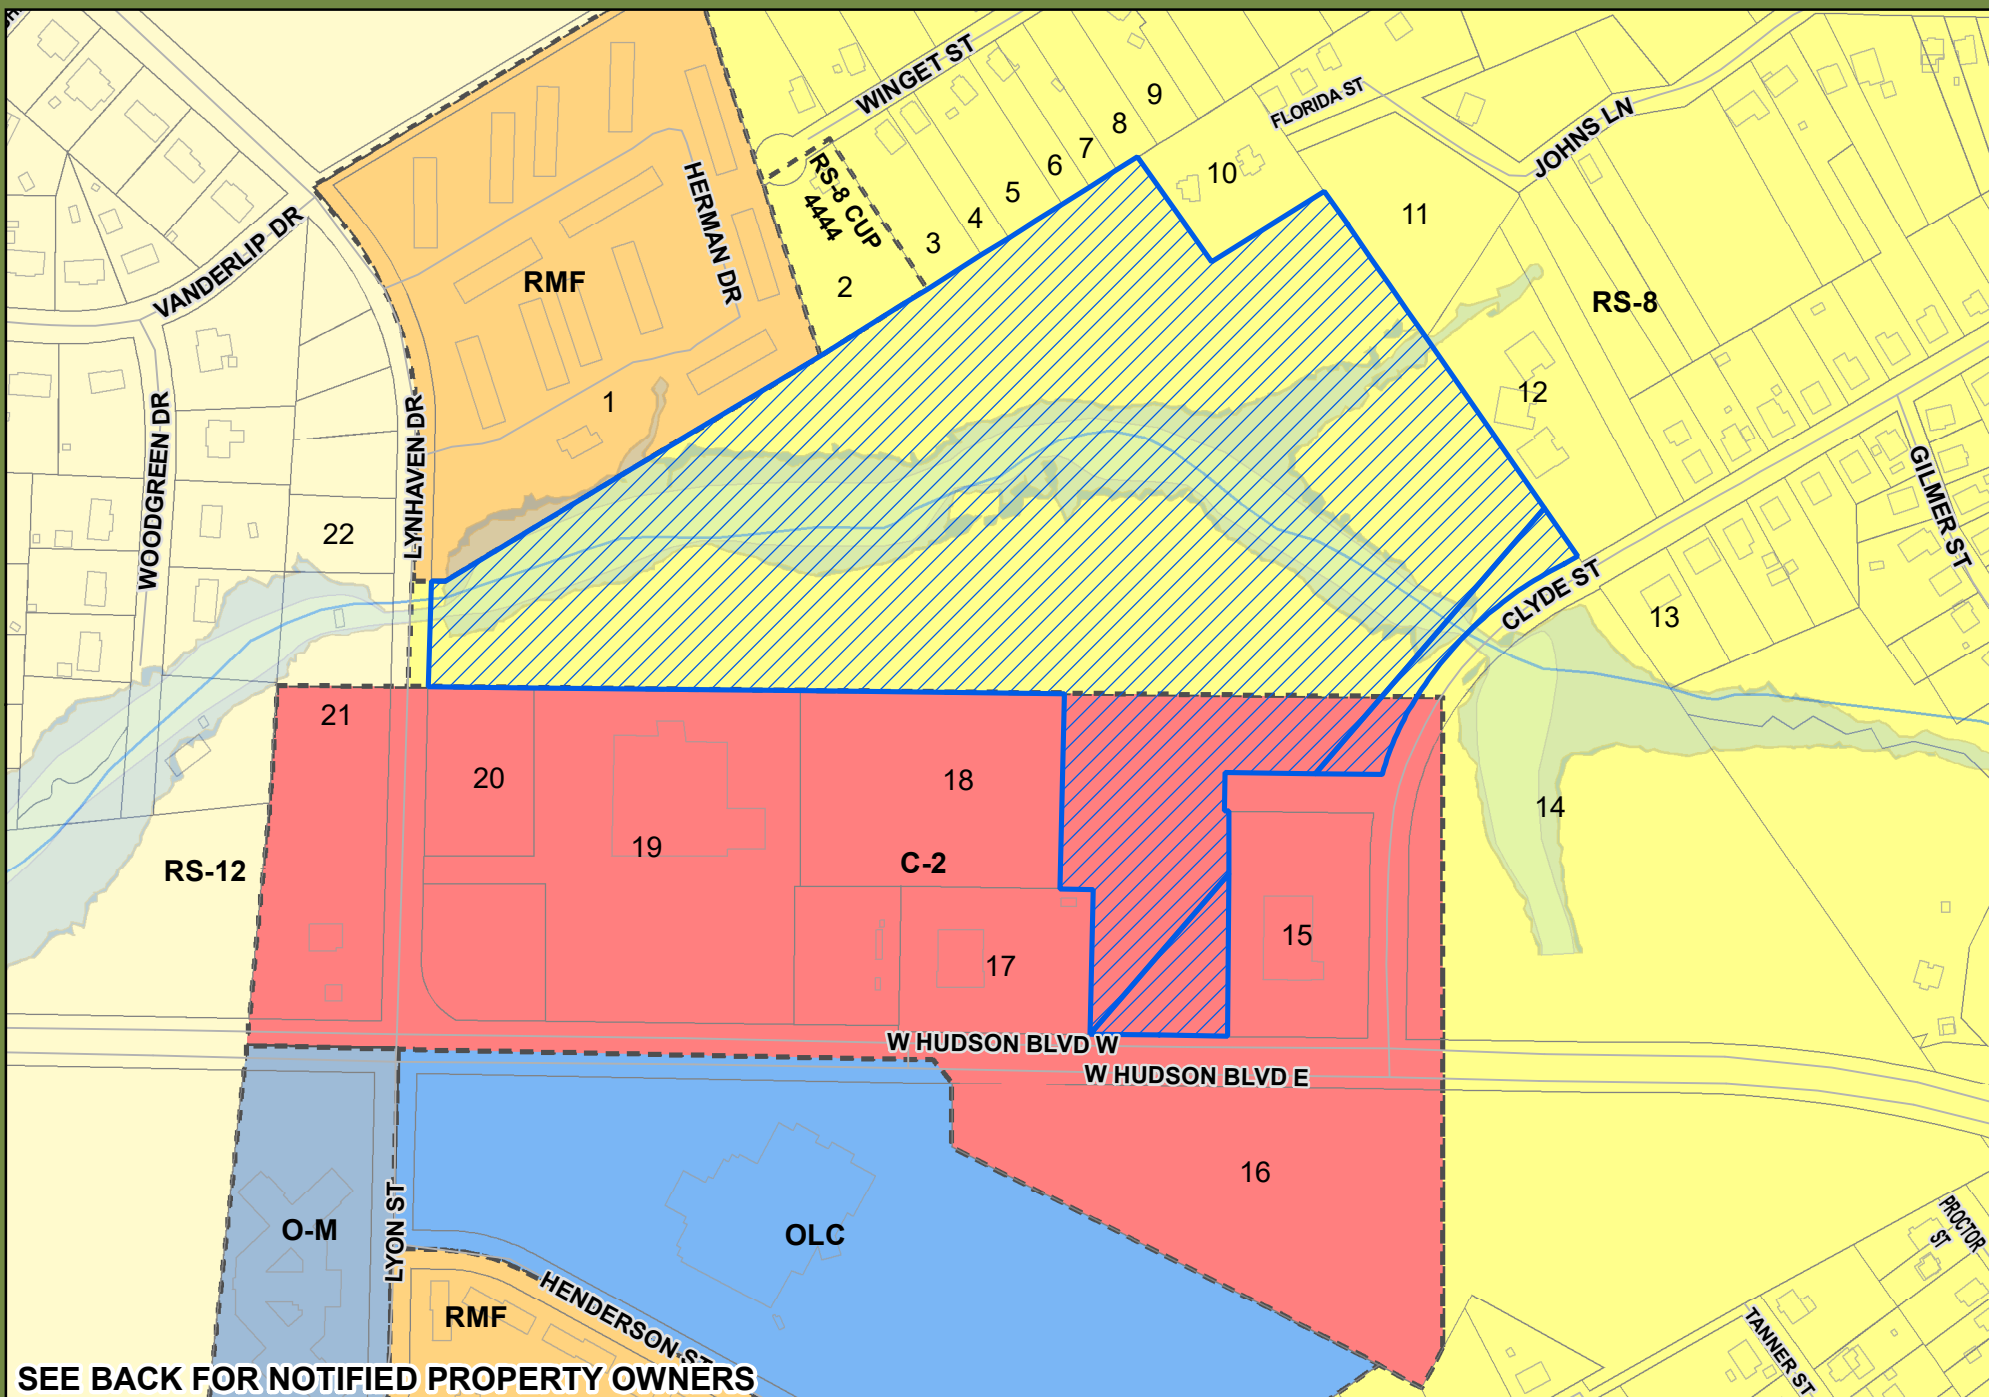 WINGET ST
FLORIDA ST
JOHNS LN
9
8
7
6
5
4
3
2
10
11
RS-8 CUP
4444
HERMAN DR
VANDERLIP DR
RMF
RS-8
1
12
LYNHAVEN DR
WOODGREEN DR
22
GILMER ST
CLYDE ST
13
21
20
19
18
C-2
14
RS-12
17
15
W HUDSON BLVD W
W HUDSON BLVD E
16
O-M
LYON ST
OLC
PROCTOR
ST
HENDERSON ST
RMF
TANNER ST
SEE BACK FOR NOTIFIED PROPERTY OWNERS